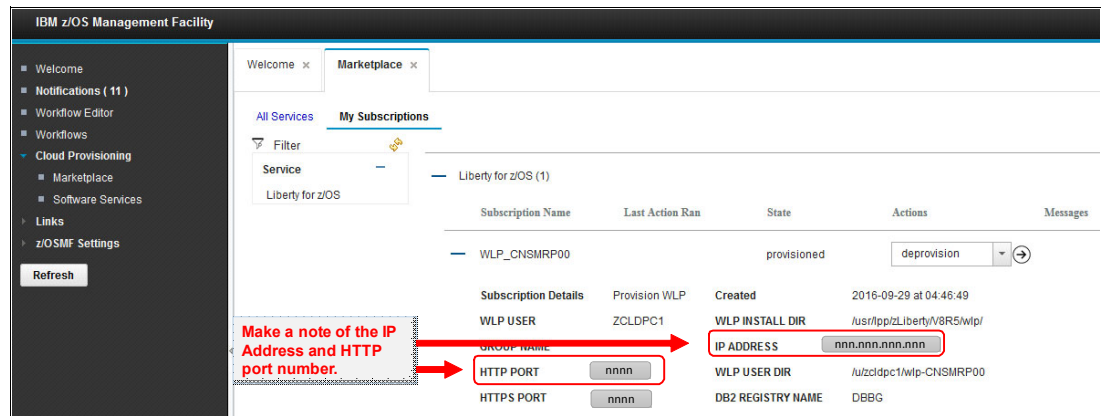 IBM z/OS Management Facility
Welcome
Notifications ( 11 )
Workflow Editor
Workflows
Cloud Provisioning
Marketplace
Software Services
Links
z/OSMF Settings
Refresh
Welcome × Marketplace ×
All Services My Subscriptions
Filter
Service
Liberty for z/OS
Liberty for z/OS (1)
Subscription Name Last Action Ran State Actions Messages
WLP_CNSMRP00 provisioned deprovision
Subscription Details Provision WLP Created 2016-09-29 at 04:46:49
WLP USER ZCLDPC1 WLP INSTALL DIR /usr/lpp/zLiberty/V8R5/wlp/
GROUP NAME IP ADDRESS nnn.nnn.nnn.nnn
HTTP PORT nnnn WLP USER DIR /u/zcldpc1/wlp-CNSMRP00
HTTPS PORT nnnn DB2 REGISTRY NAME DBBG
Make a note of the IP
Address and HTTP
port number.